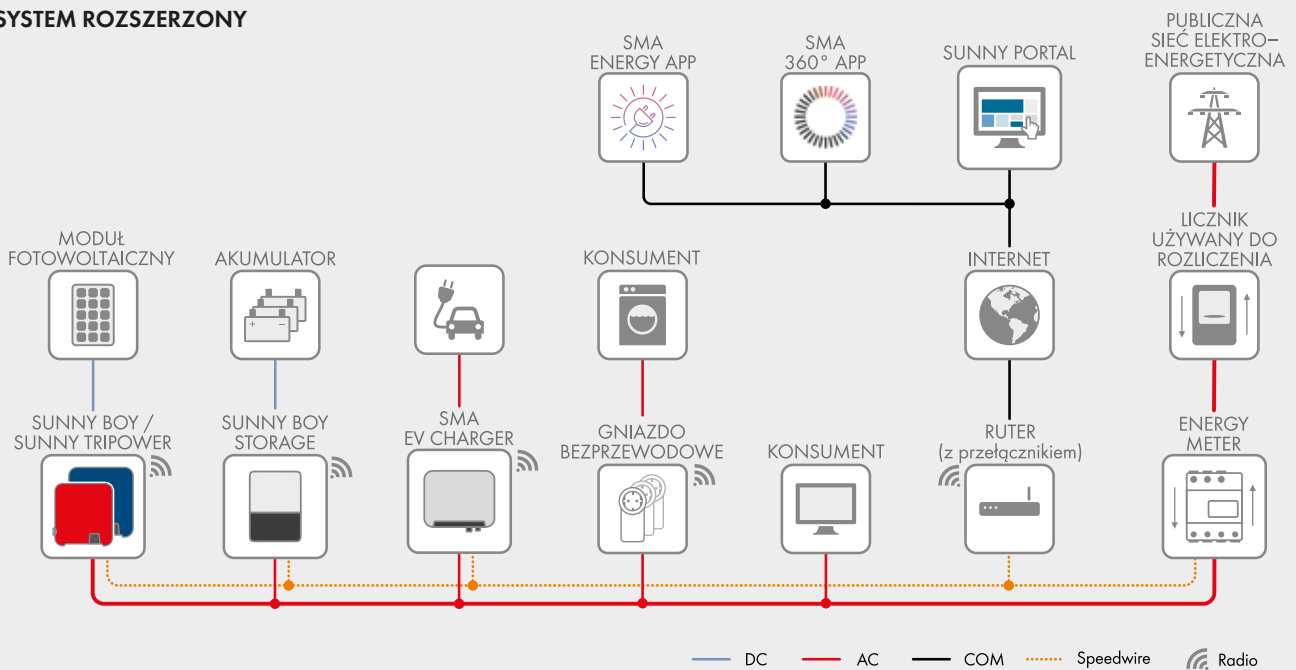 SYSTEM ROZSZERZONY
SMA
ENERGY APP
SMA
360° APP
SUNNY PORTAL
PUBLICZNA
SIEĆ ELEKTRO–
ENERGETYCZNA
MODUŁ
FOTOWOLTAICZNY
AKUMULATOR
KONSUMENT
INTERNET
LICZNIK
UŻYWANY DO
ROZLICZENIA
SUNNY BOY /
SUNNY TRIPOWER
SUNNY BOY
STORAGE
SMA
EV CHARGER
GNIAZDO
BEZPRZEWODOWE
KONSUMENT
RUTER
(z przełącznikiem)
ENERGY
METER
DC
AC
COM
Speedwire
Radio